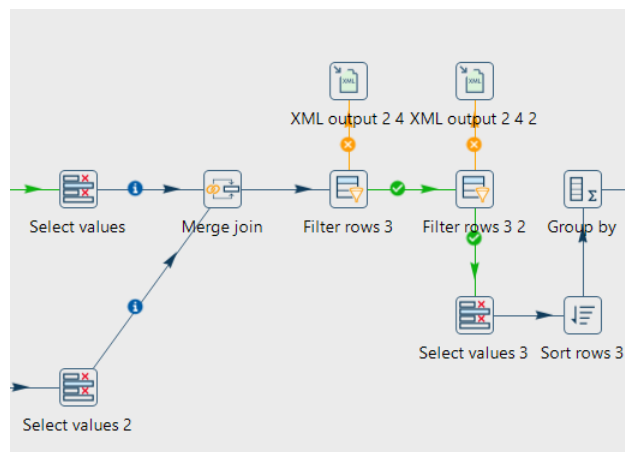 XML output 2 4
XML output 2 4 2
Select values
Merge join
Filter rows 3
Filter rows 3 2
Group by
Select values 3
Sort rows 3
Select values 2